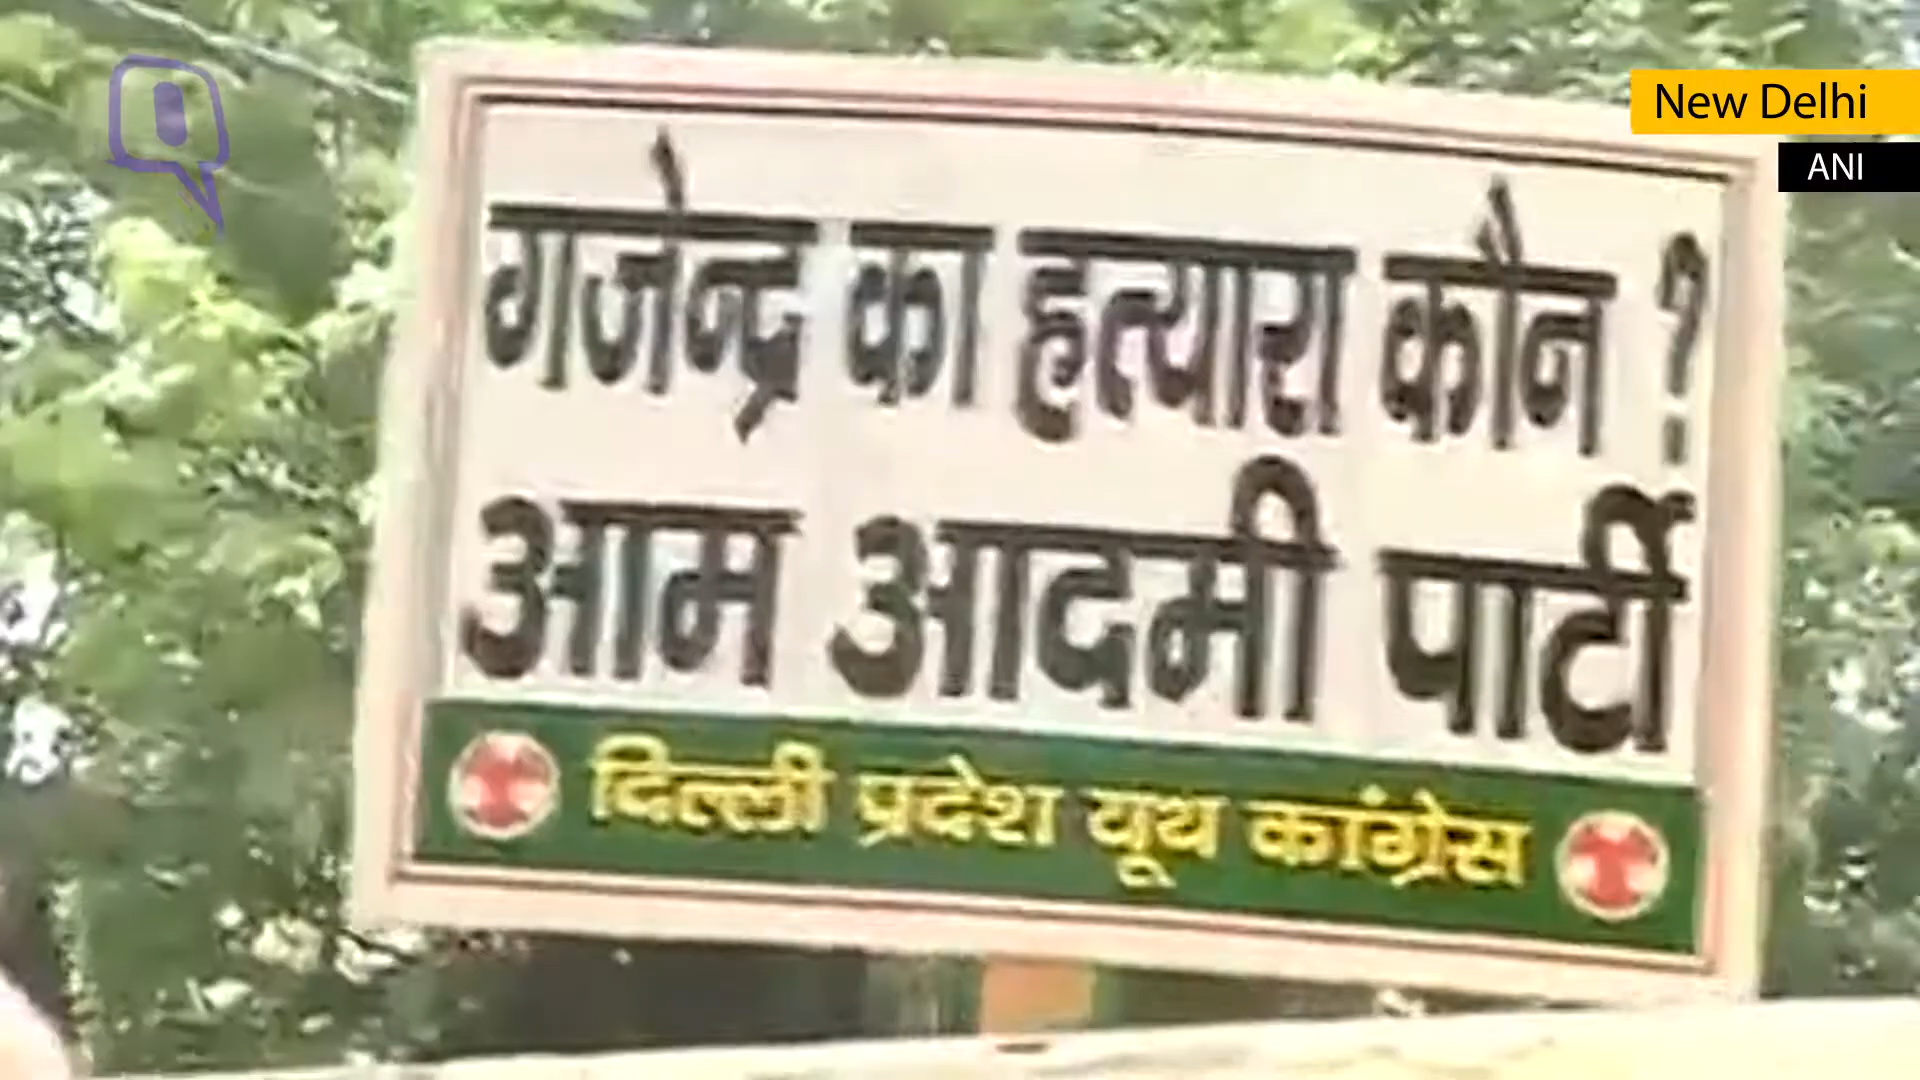 New Delhi
ANI
गजेन्द्र का हत्यारा कौन ?
आम आदमी पार्टी
दिल्ली प्रदेश यूथ कांग्रेस